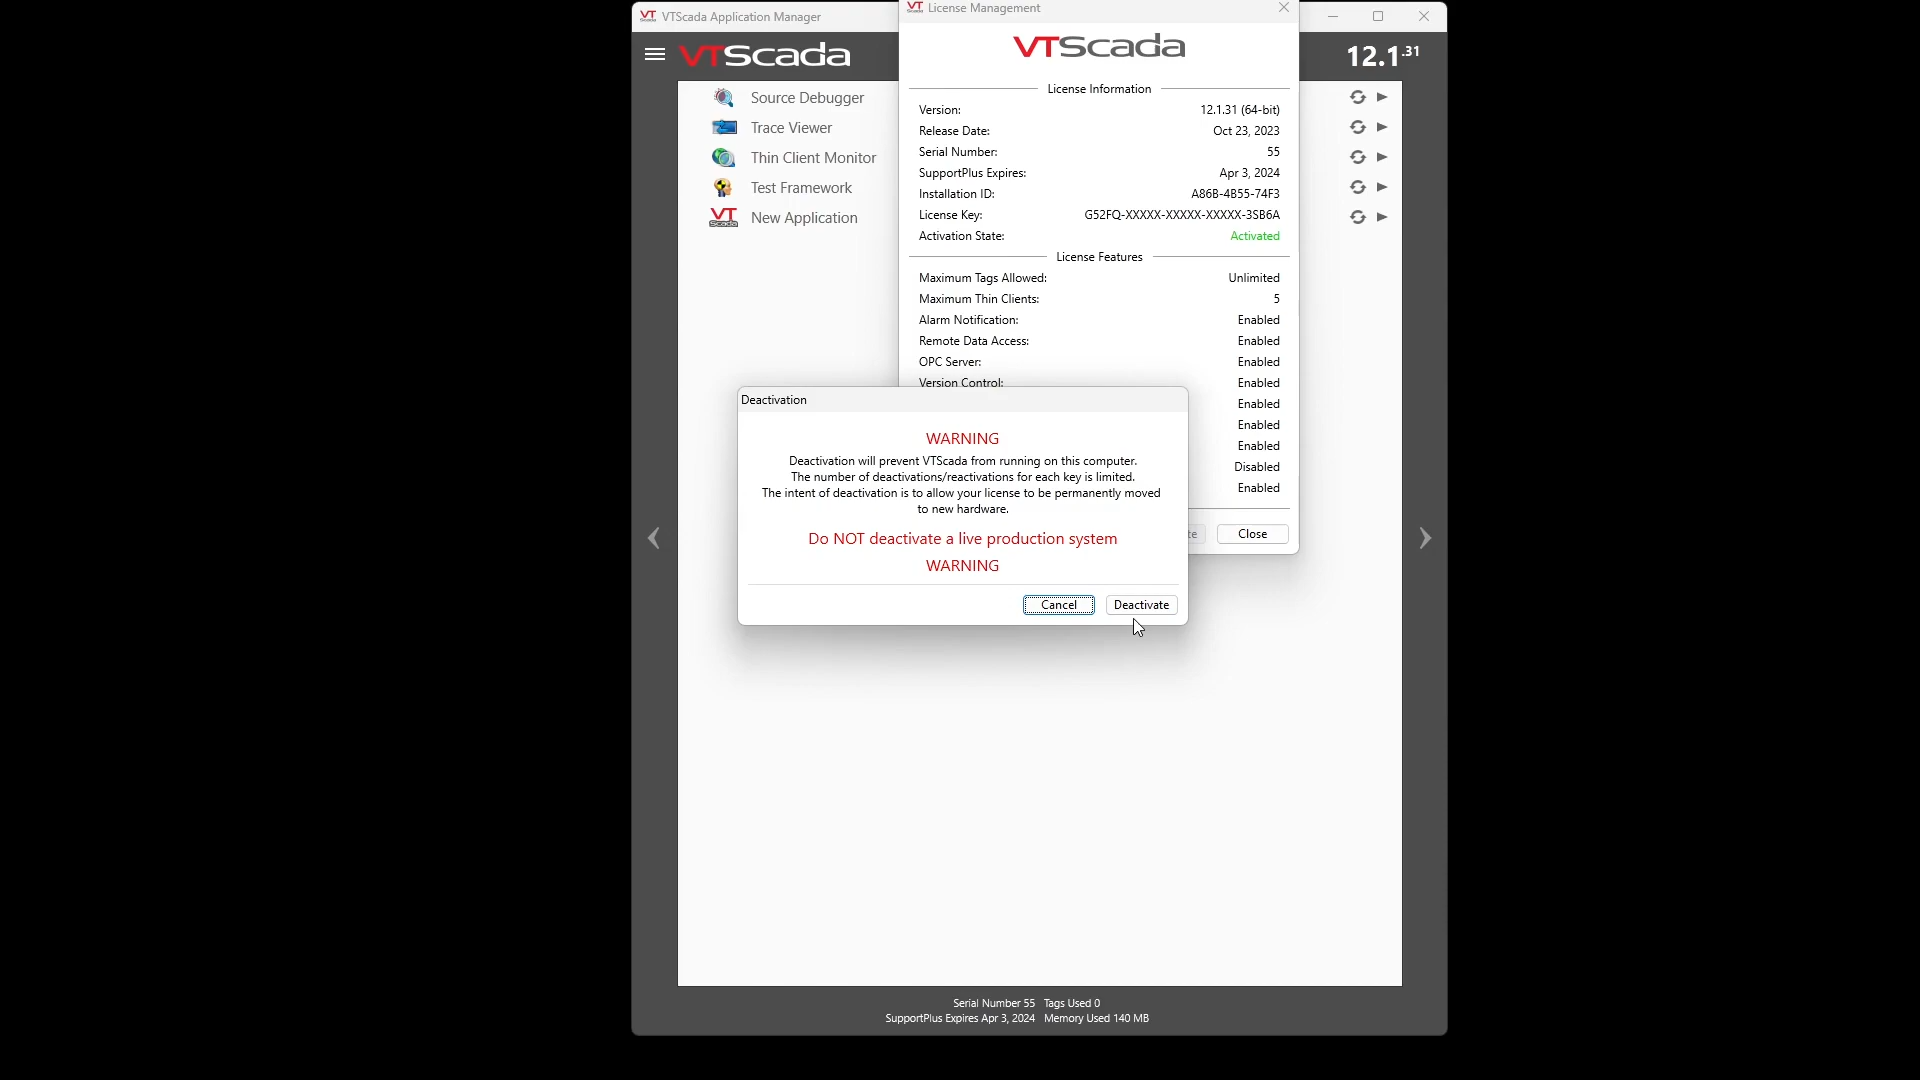 VTScada Application Manager
VTScada
12.1.31
Source Debugger
Trace Viewer
Thin Client Monitor
Test Framework
VT Scada New Application
License Management
VTScada
License Information
Version: 12.1.31 (64-bit)
Release Date: Oct 23, 2023
Serial Number: 55
SupportPlus Expires: Apr 3, 2024
Installation ID: A86B-4B55-74F3
License Key: G52FQ-XXXXX-XXXXX-XXXXX-3SB6A
Activation State: Activated
License Features
Maximum Tags Allowed: Unlimited
Maximum Thin Clients: 5
Alarm Notification: Enabled
Remote Data Access: Enabled
OPC Server: Enabled
Version Control: Enabled
Enabled
Enabled
Enabled
Disabled
Enabled
Close
Deactivation
WARNING
Deactivation will prevent VTScada from running on this computer.
The number of deactivations/reactivations for each key is limited.
The intent of deactivation is to allow your license to be permanently moved
to new hardware.
Do NOT deactivate a live production system
WARNING
Cancel Deactivate
Serial Number 55 Tags Used 0
SupportPlus Expires Apr 3, 2024 Memory Used 140 MB